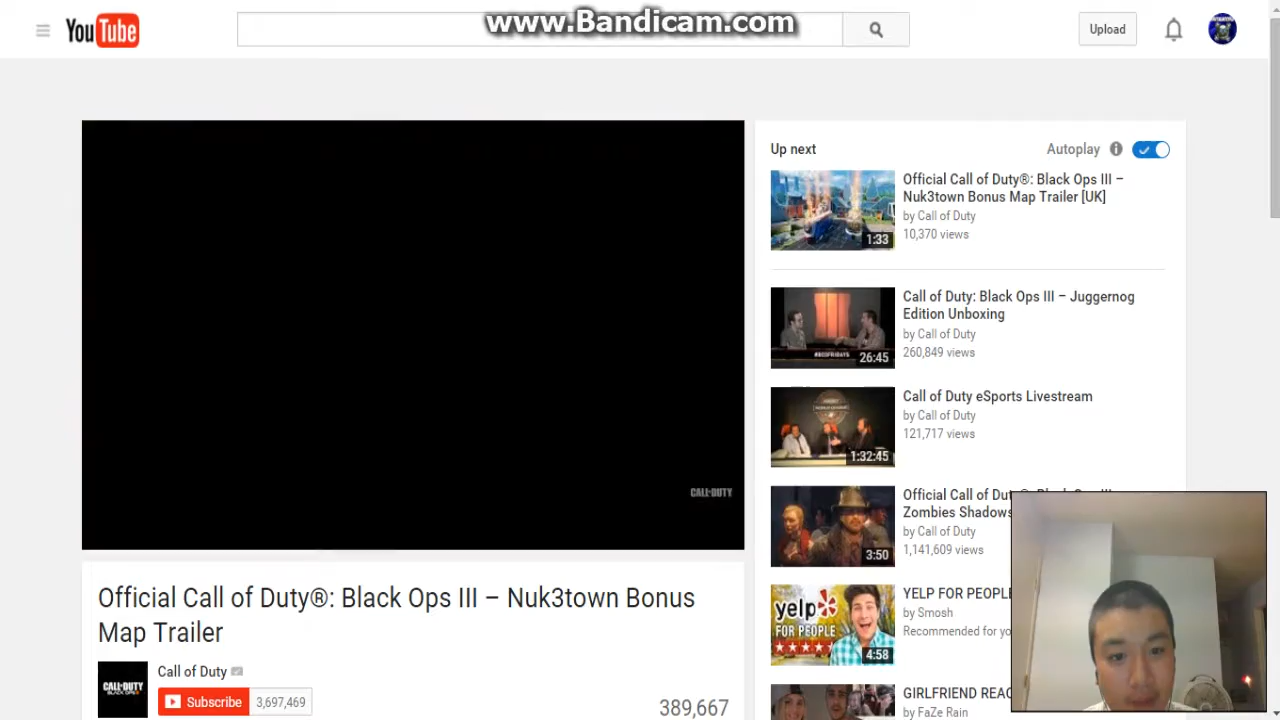 www.Bandicam.com
YouTube
Upload
Up next
Autoplay
Official Call of Duty®: Black Ops III –
Nuk3town Bonus Map Trailer [UK]
by Call of Duty
10,370 views
1:33
Call of Duty: Black Ops III – Juggernog
Edition Unboxing
by Call of Duty
260,849 views
26:45
Call of Duty eSports Livestream
by Call of Duty
121,717 views
1:32:45
Official Call of Duty®
Zombies Shadows
by Call of Duty
1,141,609 views
3:50
YELP FOR PEOPLE
by Smosh
Recommended for yo
yelp
FOR PEOPLE
4:58
GIRLFRIEND REAC
by FaZe Rain
CALL OF DUTY
Official Call of Duty®: Black Ops III – Nuk3town Bonus
Map Trailer
Call of Duty
CALL OF DUTY
Subscribe 3,697,469
389,667